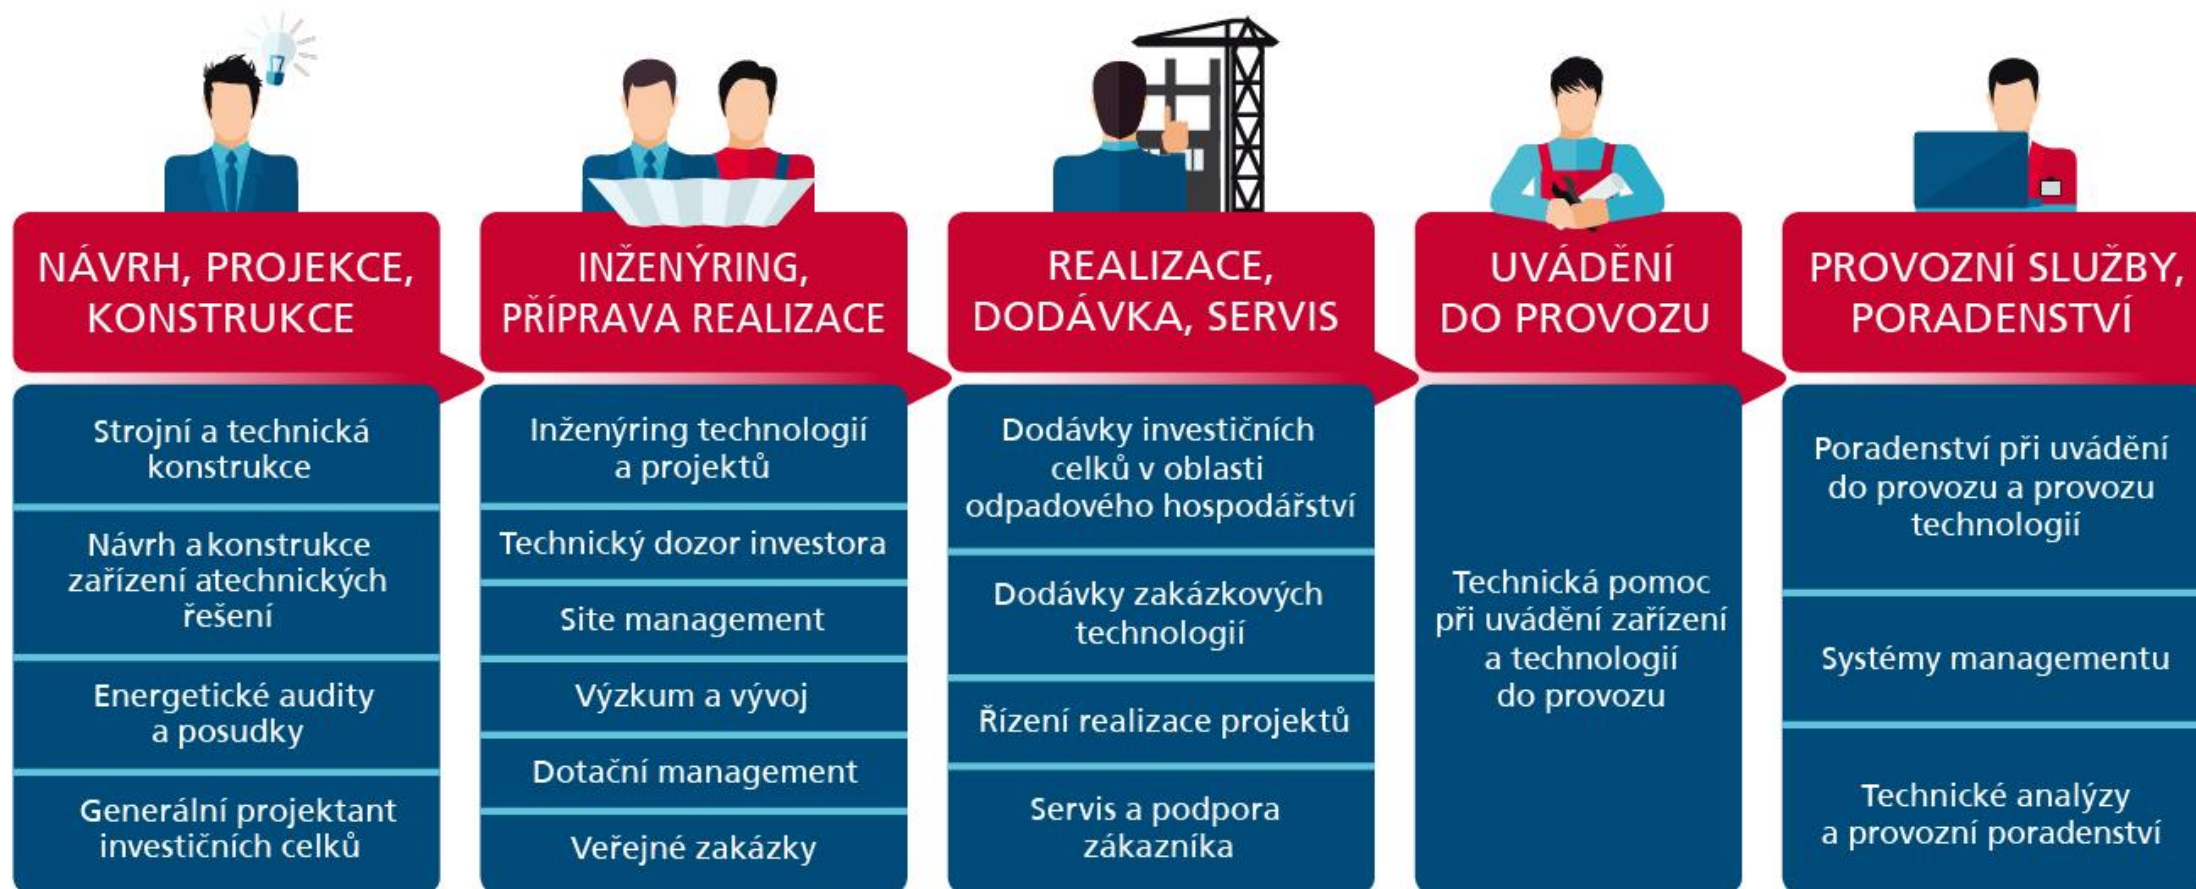 NÁVRH, PROJEKCE,
KONSTRUKCE
Strojní a technická
konstrukce
Návrh a konstrukce
zařízení atechnických
řešení
Energetické audity
a posudky
Generální projektant
investičních celků
INŽENÝRING,
PŘÍPRAVA REALIZACE
Inženýring technologií
a projektů
Technický dozor investora
Site management
Výzkum a vývoj
Dotační management
Veřejné zakázky
REALIZACE,
DODÁVKA, SERVIS
Dodávky investičních
celků v oblasti
odpadového hospodářství
Dodávky zakázkových
technologií
Řízení realizace projektů
Servis a podpora
zákazníka
UVÁDĚNÍ
DO PROVOZU
Technická pomoc
při uvádění zařízení
a technologií
do provozu
PROVOZNÍ SLUŽBY,
PORADENSTVÍ
Poradenství při uvádění
do provozu a provozu
technologií
Systémy managementu
Technické analýzy
a provozní poradenství